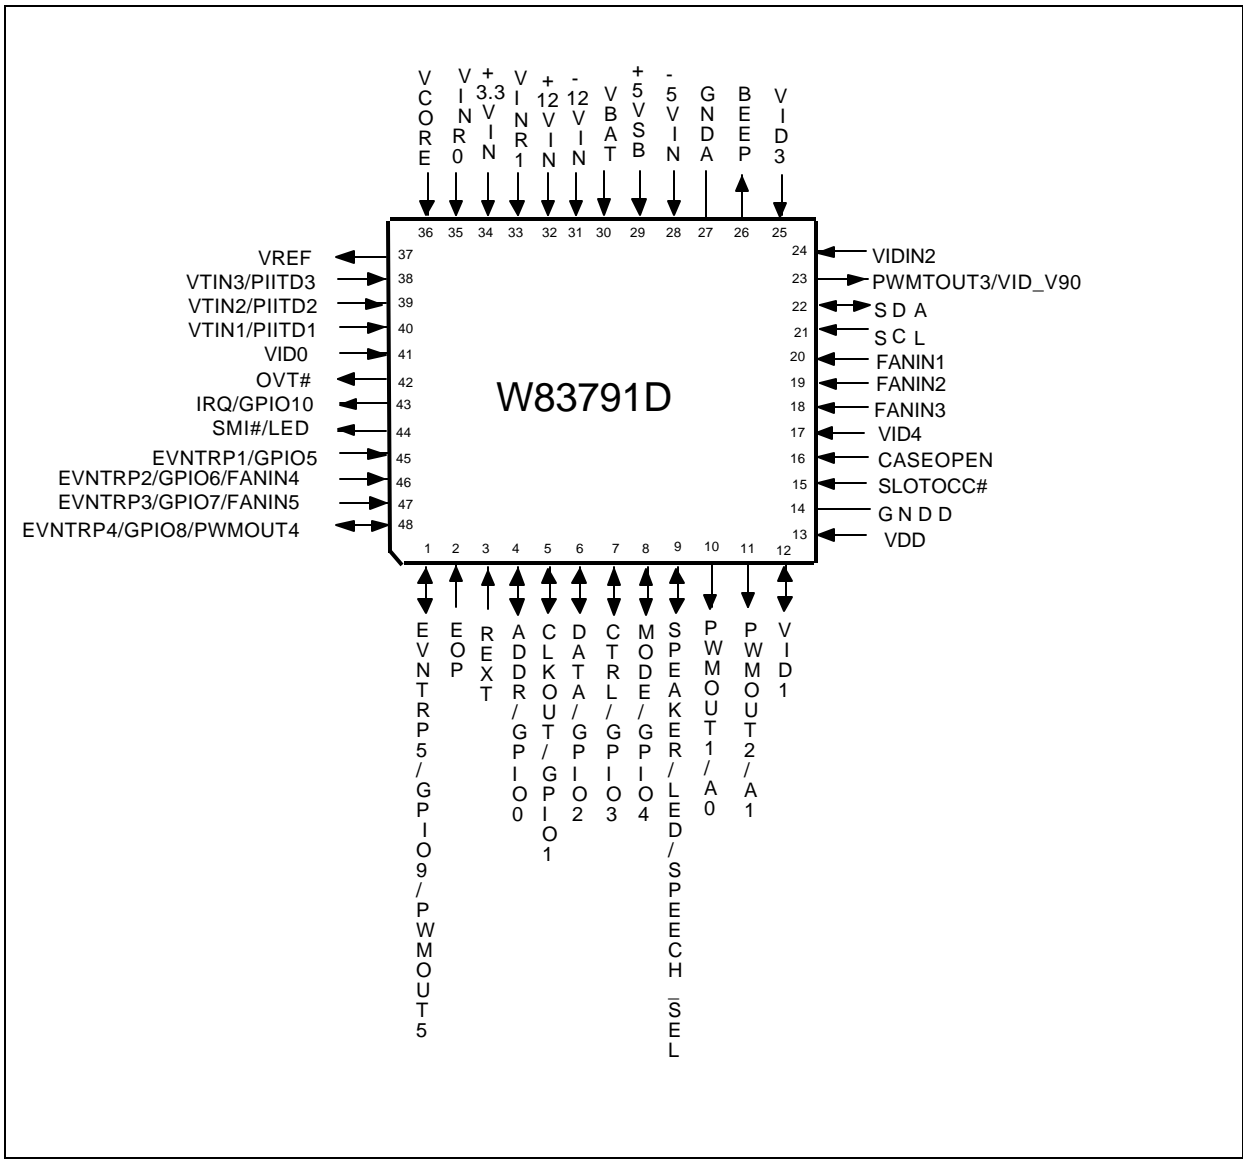 VCORE
VINR0
+3.3VIN
VINR1
+12VIN
-12VIN
VBAT
+5VSB
-5VIN
GNDA
BEEP
VID3
36 35 34 33 32 31 30 29 28 27 26 25
VREF 37
VTIN3/PIITD3 38
VTIN2/PIITD2 39
VTIN1/PIITD1 40
VID0 41
OVT# 42
IRQ/GPIO10 43
SMI#/LED 44
EVNTRP1/GPIO5 45
EVNTRP2/GPIO6/FANIN4 46
EVNTRP3/GPIO7/FANIN5 47
EVNTRP4/GPIO8/PWMOUT4 48
W83791D
24 VIDIN2
23 PWMTOUT3/VID_V90
22 SDA
21 SCL
20 FANIN1
19 FANIN2
18 FANIN3
17 VID4
16 CASEOPEN
15 SLOTOCC#
14 GNDD
13 VDD
1 2 3 4 5 6 7 8 9 10 11 12
EVNTRP5/GPIO9/PWMOUT5
EOP
REXT
ADDR/GPIO0
CLKOUT/GPIO1
DATA/GPIO2
CTRL/GPIO3
MODE/GPIO4
SPEAKER/LED/SPEECH_SEL
PWMOUT1/A0
PWMOUT2/A1
VID1